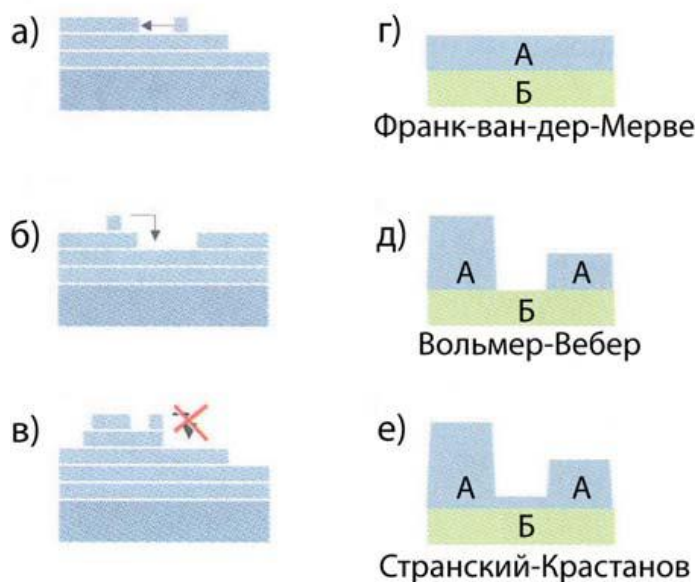 а)
г)
А
Б
Франк-ван-дер-Мерве
б)
д)
А
А
Б
Вольмер-Вебер
в)
е)
А
А
Б
Странский-Крастанов